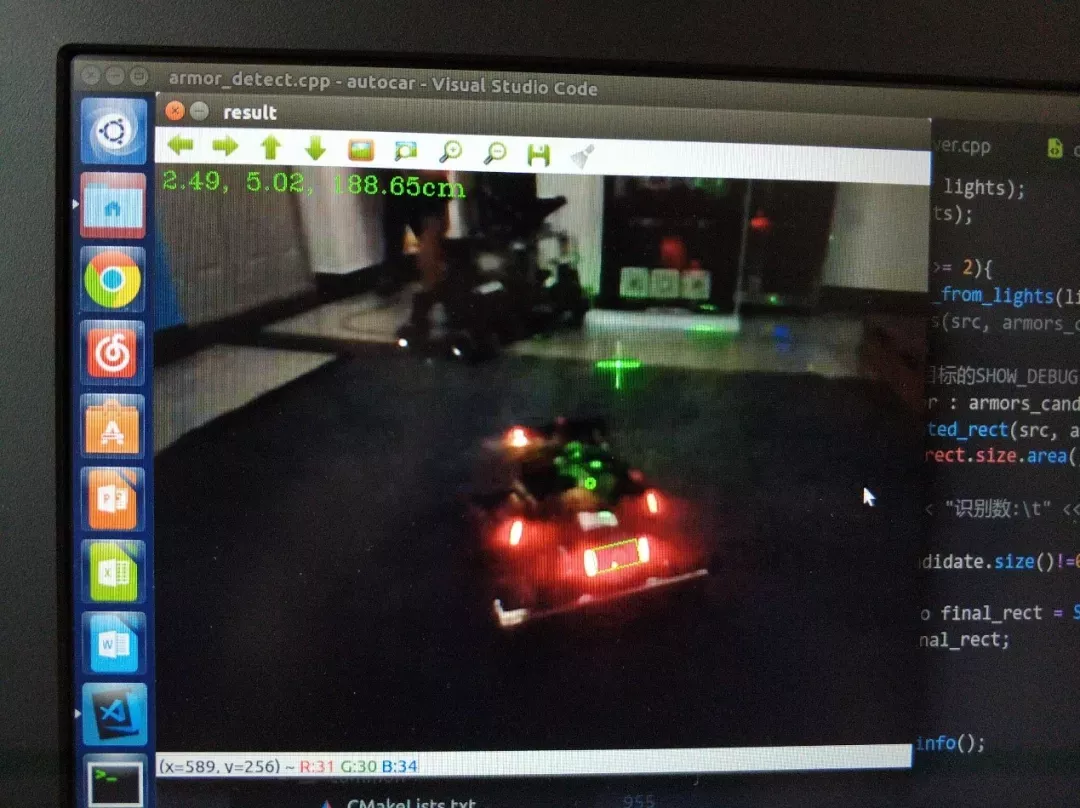 armor_detect.cpp - autocar - Visual Studio Code
result
ver.cpp
2.49, 5.02, 188.65cm
lights);
ts);
>= 2){
_from_lights(li
s(src, armors_c
目标的SHOW_DEBUG
r : armors_cand
ted_rect(src, a
rect.size.area(
< "识别数:\t" <<
didate.size()!=
o final_rect = S
nal_rect;
info();
(x=589, y=256) ~ R:31 G:30 B:34
CMakeLists.txt
955